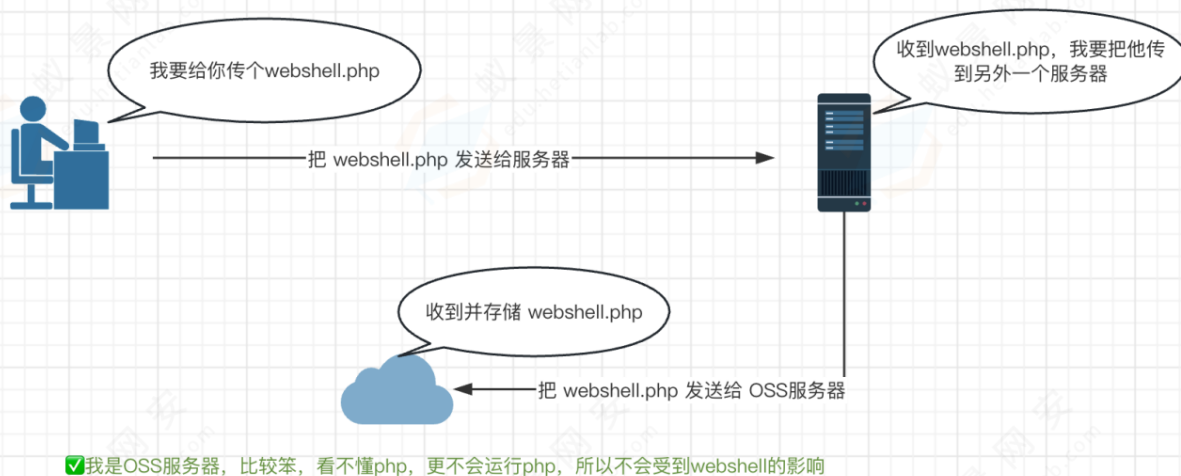 我要给你传个webshell.php
收到webshell.php，我要把他传
到另外一个服务器
把 webshell.php 发送给服务器
收到并存储 webshell.php
把 webshell.php 发送给 OSS服务器
✅我是OSS服务器，比较笨，看不懂php，更不会运行php，所以不会受到webshell的影响